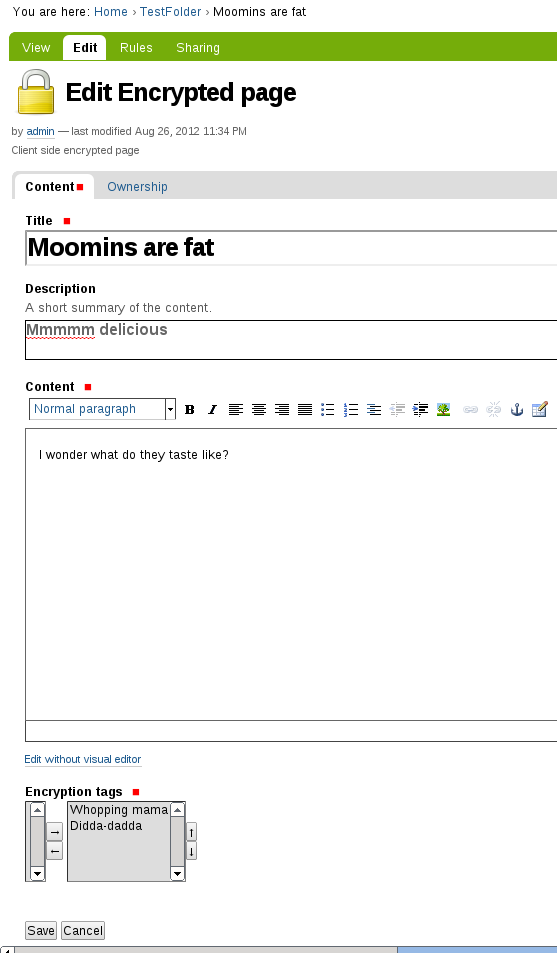 You are here: Home › TestFolder › Moomins are fat
View Edit Rules Sharing
Edit Encrypted page
by admin — last modified Aug 26, 2012 11:34 PM
Client side encrypted page
Content Ownership
Title
Moomins are fat
Description
A short summary of the content.
Mmmmm delicious
Content
Normal paragraph B I
I wonder what do they taste like?
Edit without visual editor
Encryption tags
Whopping mama
Didda-dadda
Save Cancel